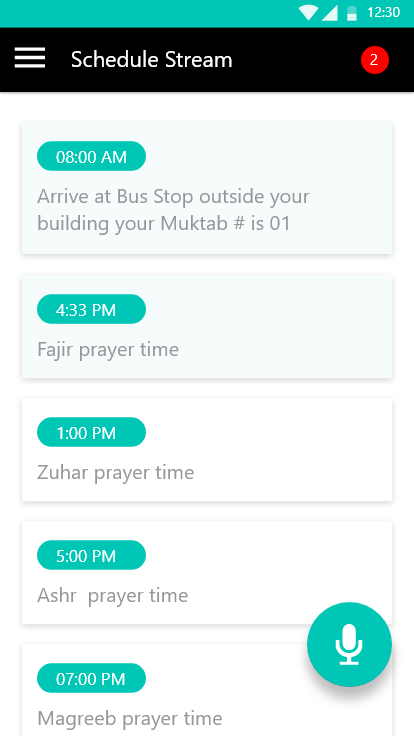 12:30
Schedule Stream
2
08:00 AM
Arrive at Bus Stop outside your
building your Muktab # is 01
4:33 PM
Fajir prayer time
1:00 PM
Zuhar prayer time
5:00 PM
Ashr  prayer time
07:00 PM
Magreeb prayer time